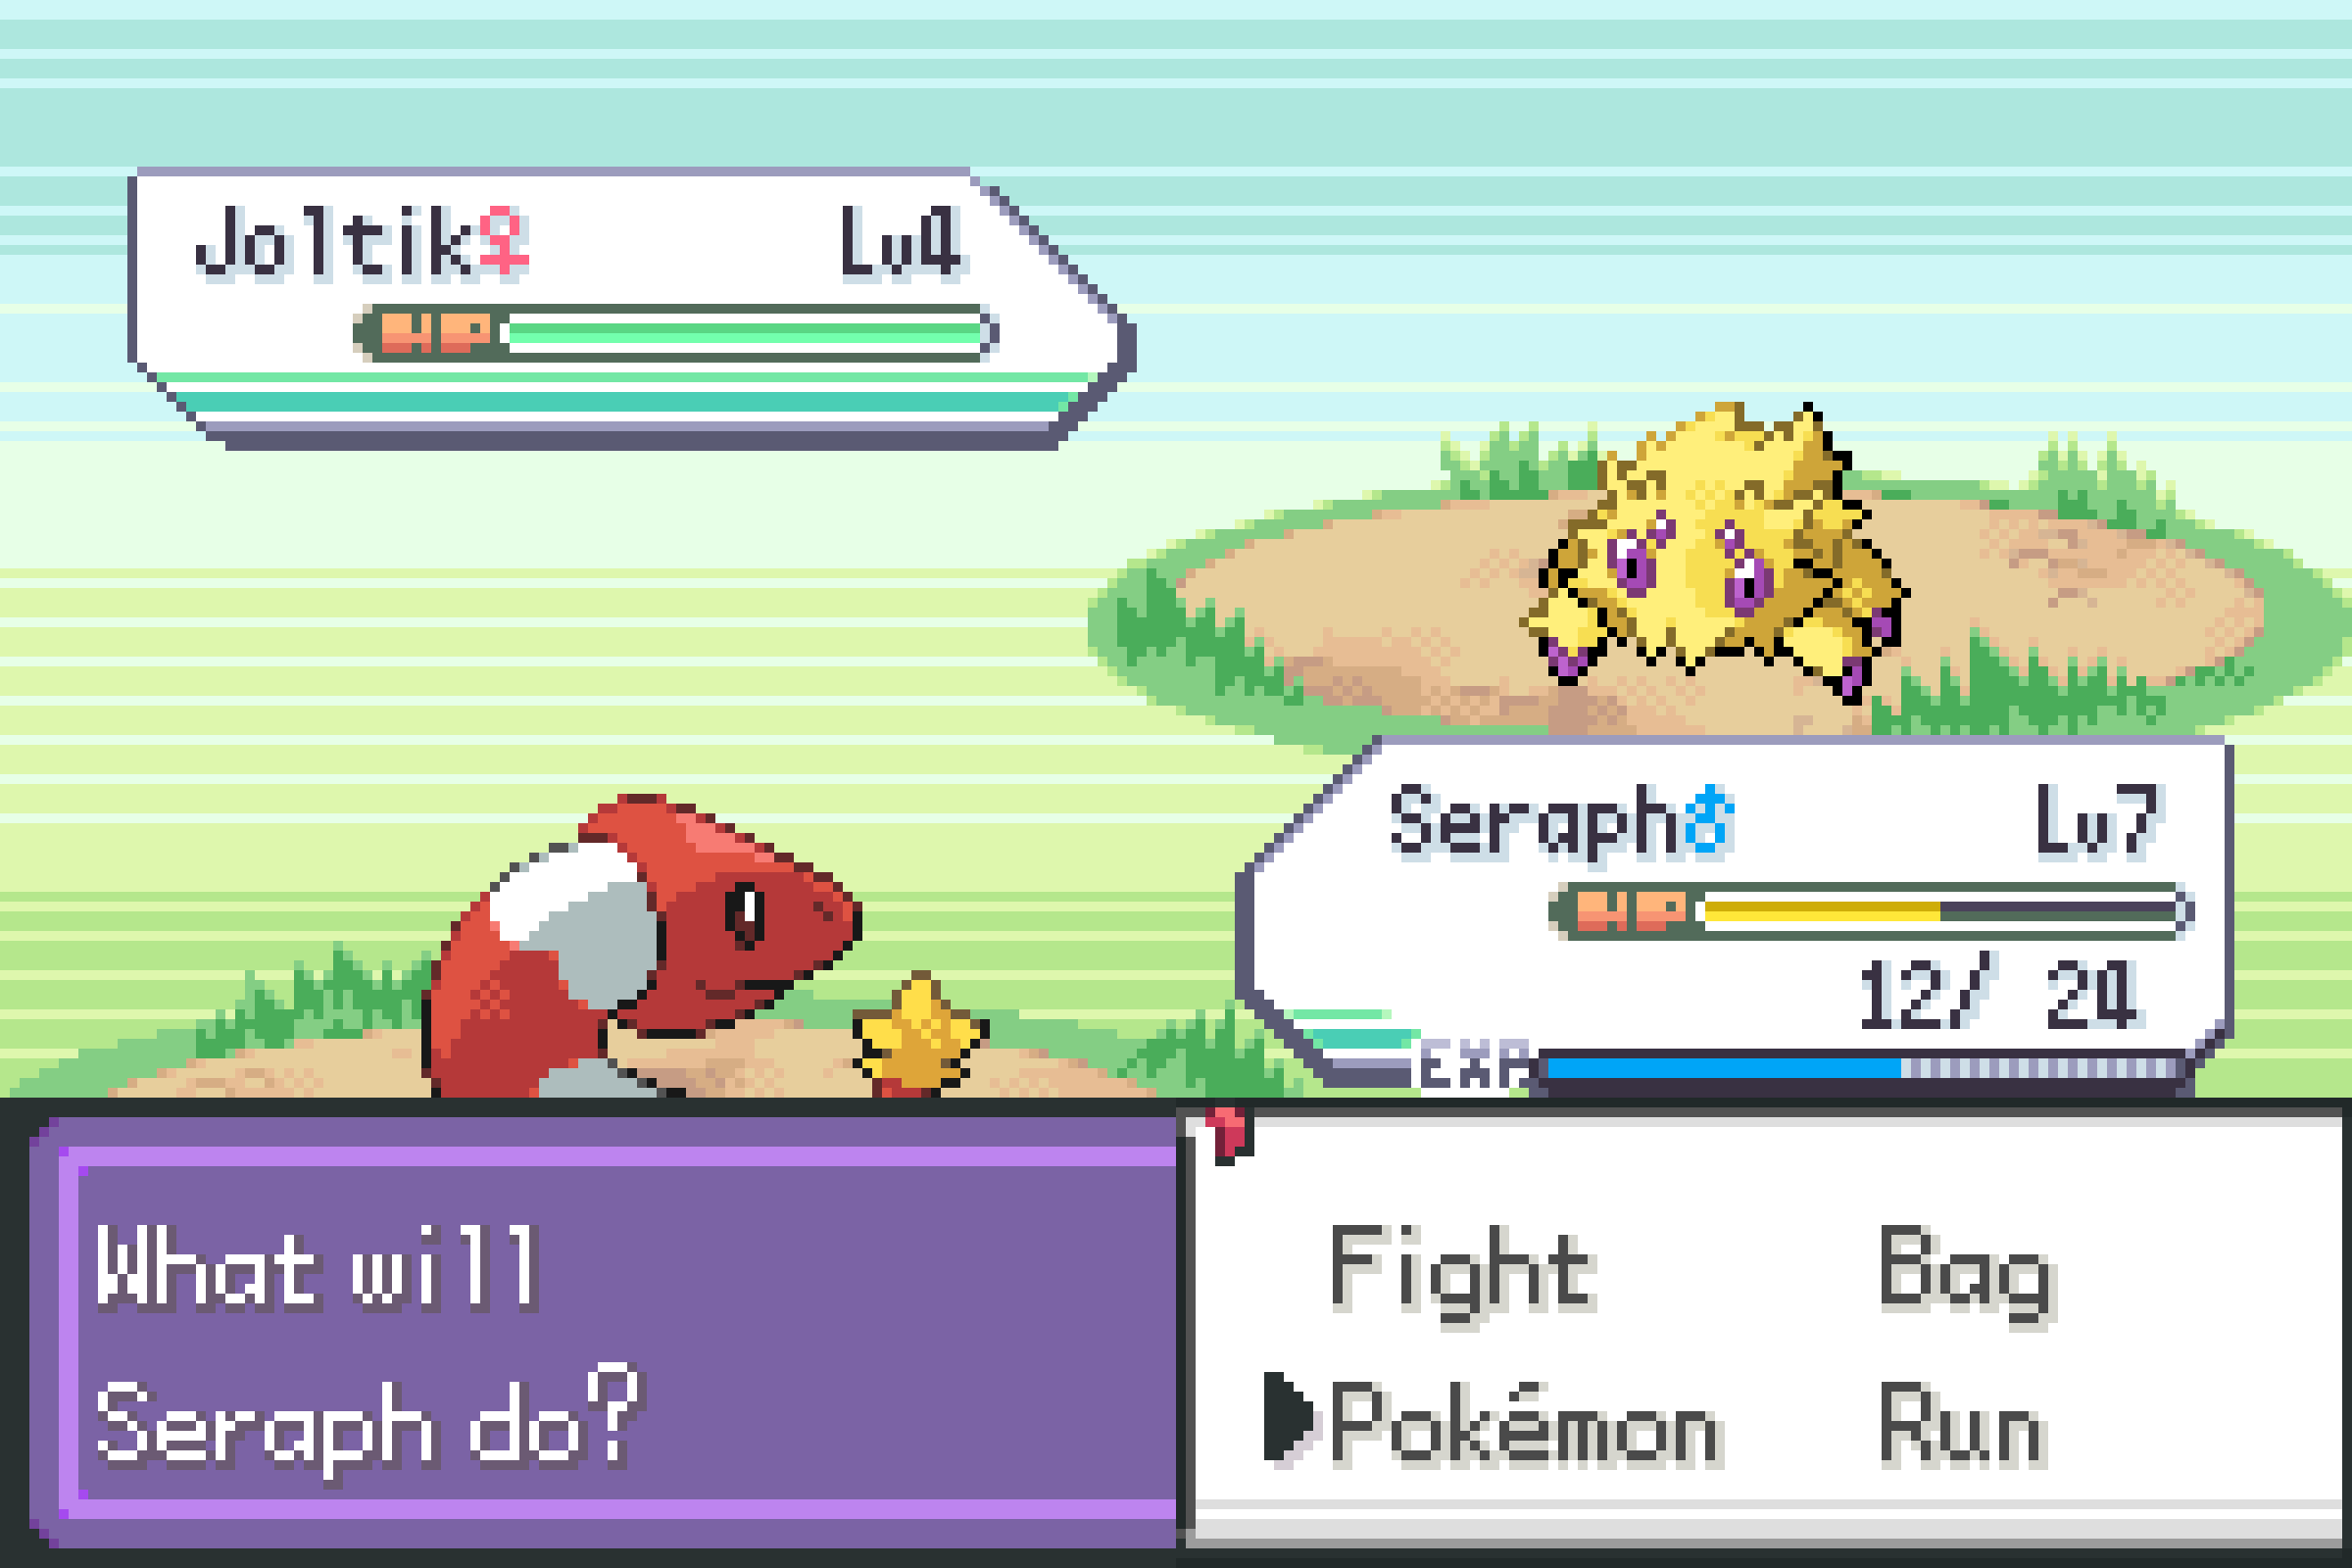 Joltik♀ Lv4
HP
Seraph♂ Lv7
HP
12/ 24
EXP
What will
Seraph do?
Fight Bag
Pokémon Run